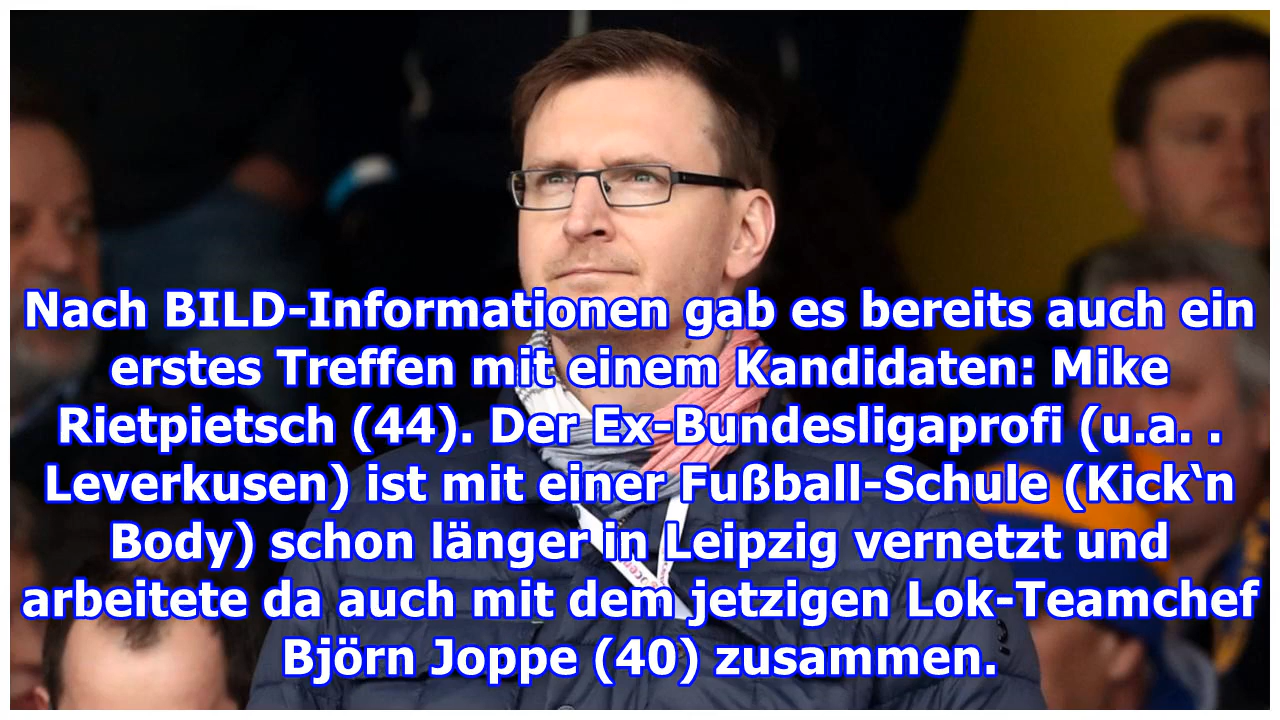 Nach BILD-Informationen gab es bereits auch ein
erstes Treffen mit einem Kandidaten: Mike
Rietpietsch (44). Der Ex-Bundesligaprofi (u.a. .
Leverkusen) ist mit einer Fußball-Schule (Kick‘n
Body) schon länger in Leipzig vernetzt und
arbeitete da auch mit dem jetzigen Lok-Teamchef
Björn Joppe (40) zusammen.